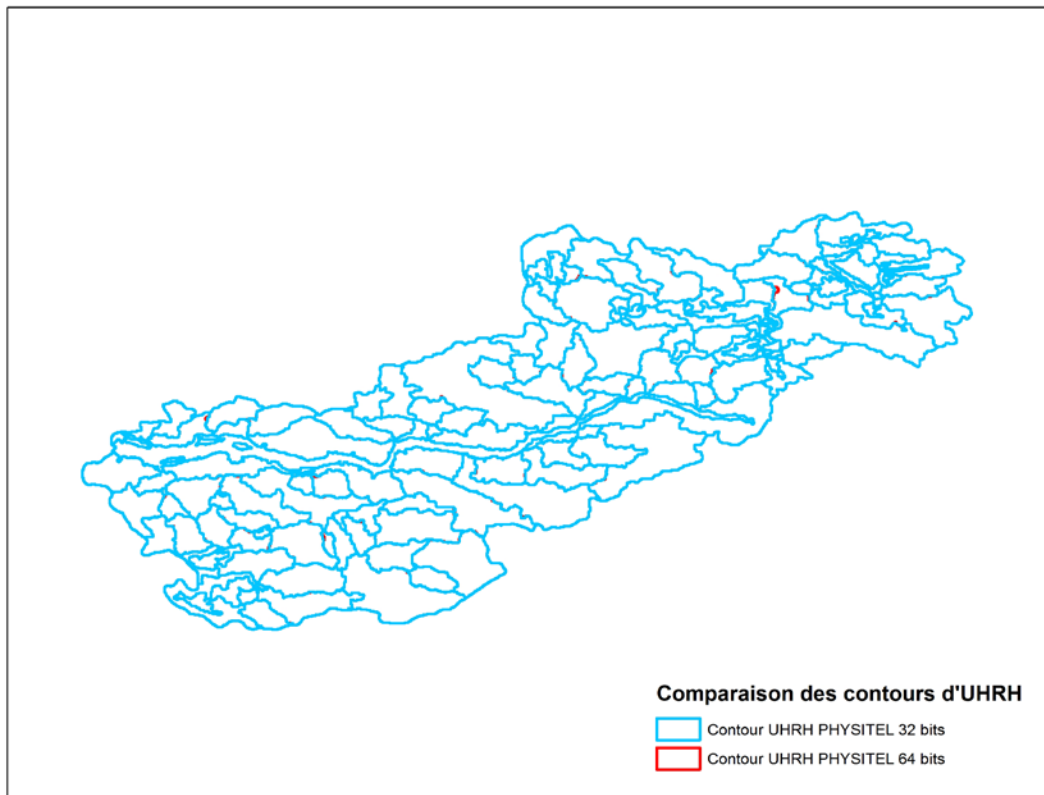 Comparaison des contours d'UHRH
Contour UHRH PHYSITEL 32 bits
Contour UHRH PHYSITEL 64 bits